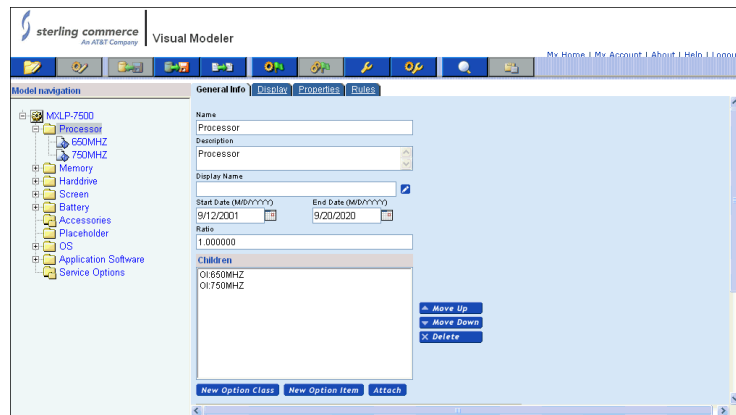 sterling commerce
An AT&T Company
Visual Modeler
My Home | My Account | About | Help | Logout
Model navigation
General Info
Display
Properties
Rules
MXLP-7500
Processor
650MHZ
750MHZ
Memory
Harddrive
Screen
Battery
Accessories
Placeholder
OS
Application Software
Service Options
Name
Processor
Description
Processor
Display Name
Start Date (M/D/YYYY)
End Date (M/D/YYYY)
9/12/2001
9/20/2020
Ratio
1.000000
Children
OI:650MHZ
OI:750MHZ
Move Up
Move Down
Delete
New Option Class
New Option Item
Attach